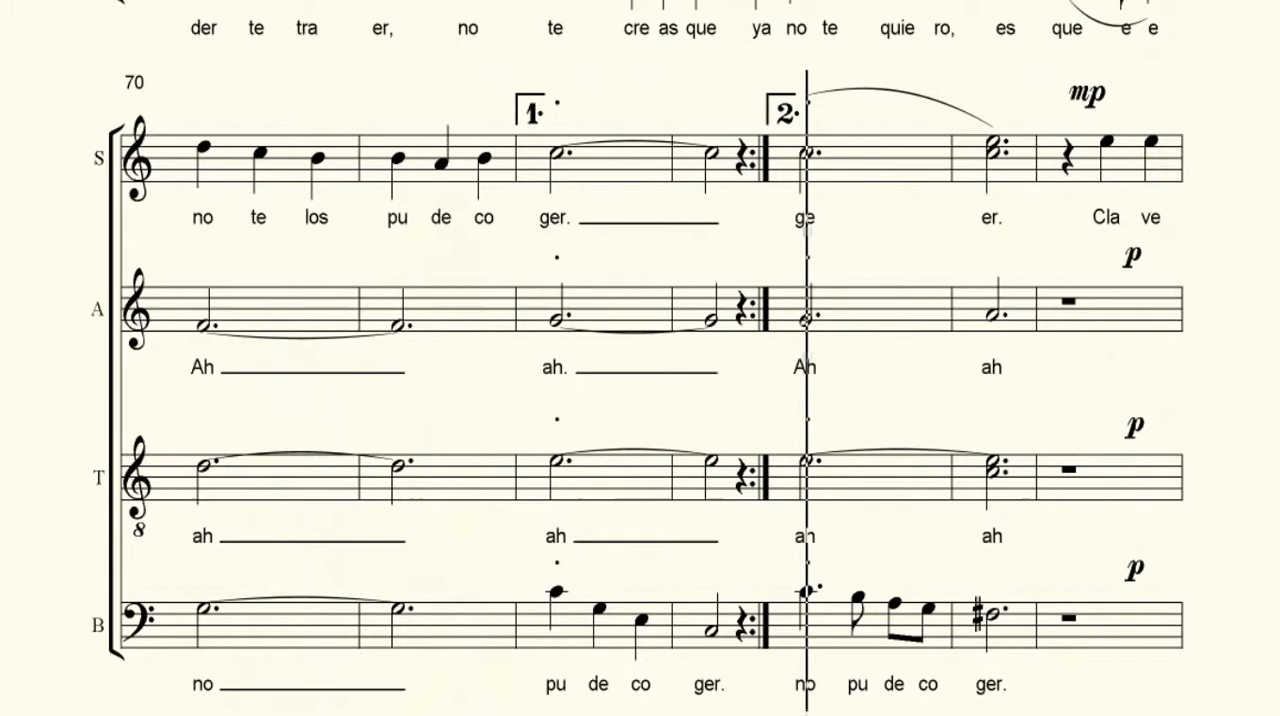 der te tra er, no te cre as que ya no te quie ro, es que e e
70
1. 2. mp
S
no te los pu de co ger. ge er. Cla ve
p
A
Ah ah. Ah ah
p
T
8
ah ah ah ah
p
B
no pu de co ger. no pu de co ger.